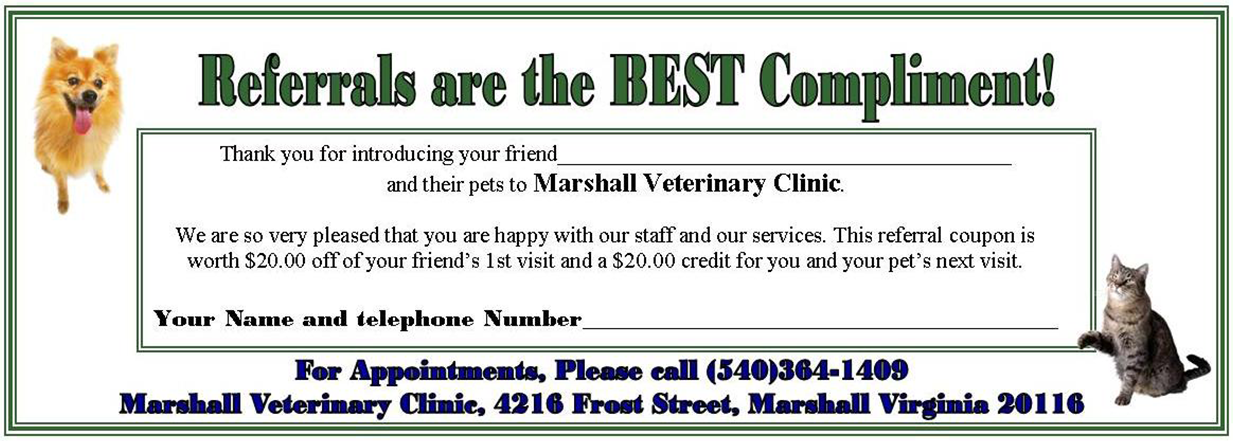 Referrals are the BEST Compliment!
Thank you for introducing your friend________________________________________
and their pets to Marshall Veterinary Clinic.
We are so very pleased that you are happy with our staff and our services. This referral coupon is
worth $20.00 off of your friend's 1st visit and a $20.00 credit for you and your pet's next visit.
Your Name and telephone Number________________________________________
For Appointments, Please call (540)364-1409
Marshall Veterinary Clinic, 4216 Frost Street, Marshall Virginia 20116